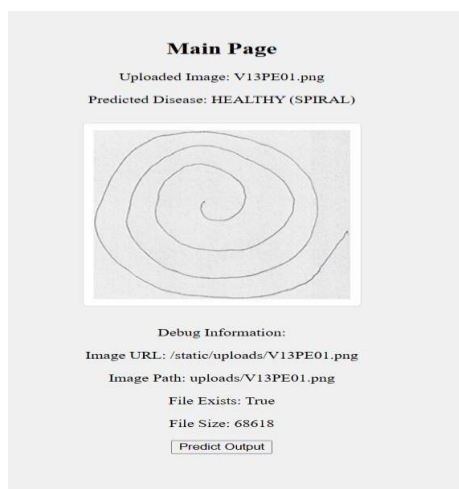 Main Page
Uploaded Image: V13PE01.png
Predicted Disease: HEALTHY (SPIRAL)
Debug Information:
Image URL: /static/uploads/V13PE01.png
Image Path: uploads/V13PE01.png
File Exists: True
File Size: 68618
Predict Output